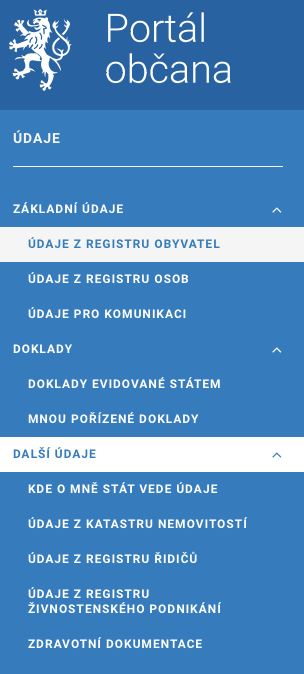 Portál
občana
ÚDAJE
ZÁKLADNÍ ÚDAJE
ÚDAJE Z REGISTRU OBYVATEL
ÚDAJE Z REGISTRU OSOB
ÚDAJE PRO KOMUNIKACI
DOKLADY
DOKLADY EVIDOVANÉ STÁTEM
MNOU POŘÍZENÉ DOKLADY
DALŠÍ ÚDAJE
KDE O MNĚ STÁT VEDE ÚDAJE
ÚDAJE Z KATASTRU NEMOVITOSTÍ
ÚDAJE Z REGISTRU ŘIDIČŮ
ÚDAJE Z REGISTRU
ŽIVNOSTENSKÉHO PODNIKÁNÍ
ZDRAVOTNÍ DOKUMENTACE